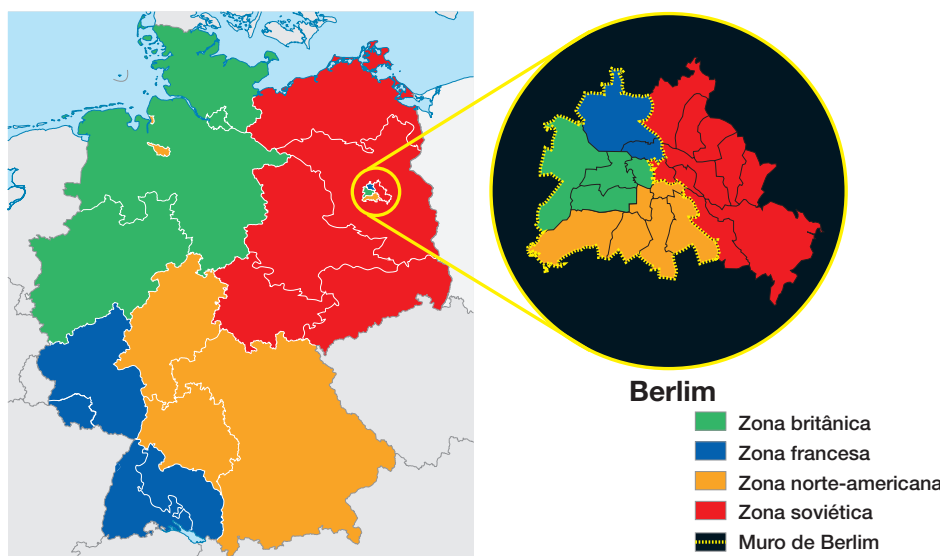 Berlim
Zona britânica
Zona francesa
Zona norte-americana
Zona soviética
Muro de Berlim